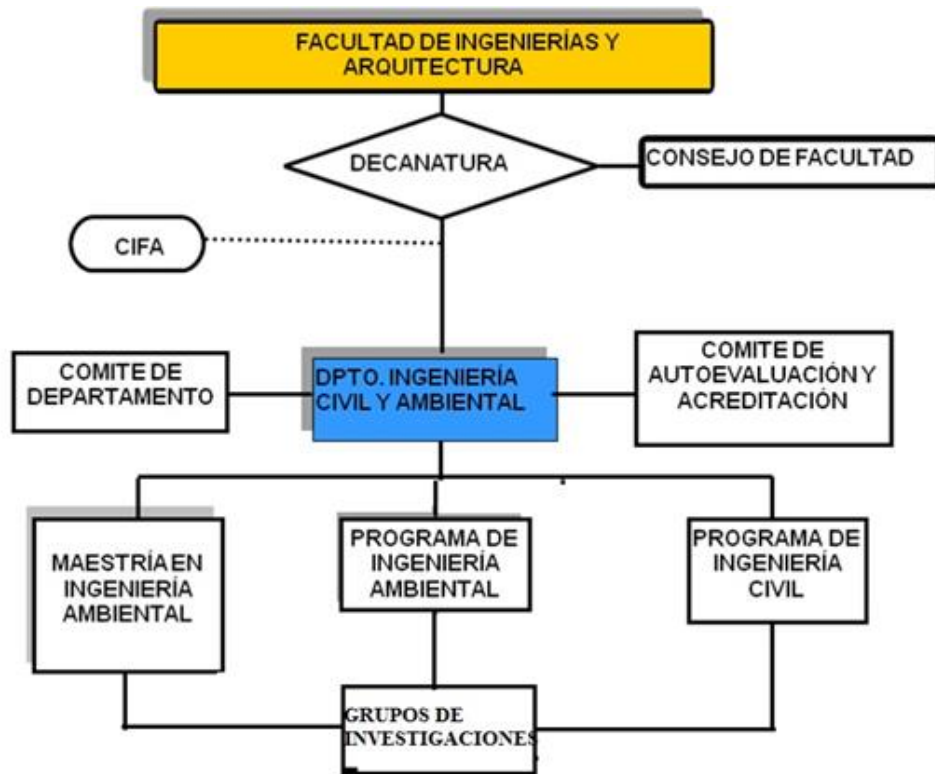 FACULTAD DE INGENIERÍAS Y
ARQUITECTURA
DECANATURA
CONSEJO DE FACULTAD
CIFA
COMITE DE
DEPARTAMENTO
DPTO. INGENIERÍA
CIVIL Y AMBIENTAL
COMITE DE
AUTOEVALUACIÓN Y
ACREDITACIÓN
MAESTRÍA EN
INGENIERÍA
AMBIENTAL
PROGRAMA DE
INGENIERÍA
AMBIENTAL
PROGRAMA DE
INGENIERÍA
CIVIL
GRUPOS DE
INVESTIGACIONES